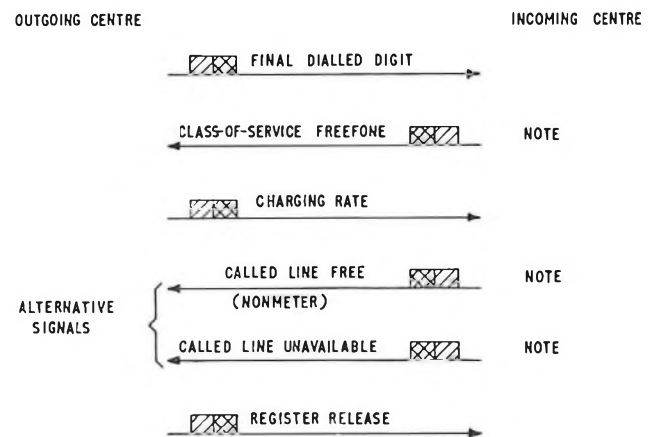 OUTGOING CENTRE
INCOMING CENTRE
FINAL DIALLED DIGIT
CLASS-OF-SERVICE FREEFONE
NOTE
CHARGING RATE
CALLED LINE FREE
(NONMETER)
NOTE
ALTERNATIVE
SIGNALS
CALLED LINE UNAVAILABLE
NOTE
REGISTER RELEASE